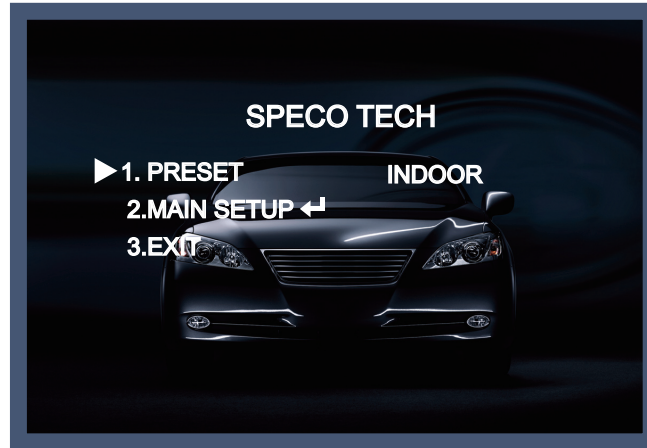 SPECO TECH
▶1. PRESET INDOOR
2.MAIN SETUP ↵
3.EXIT